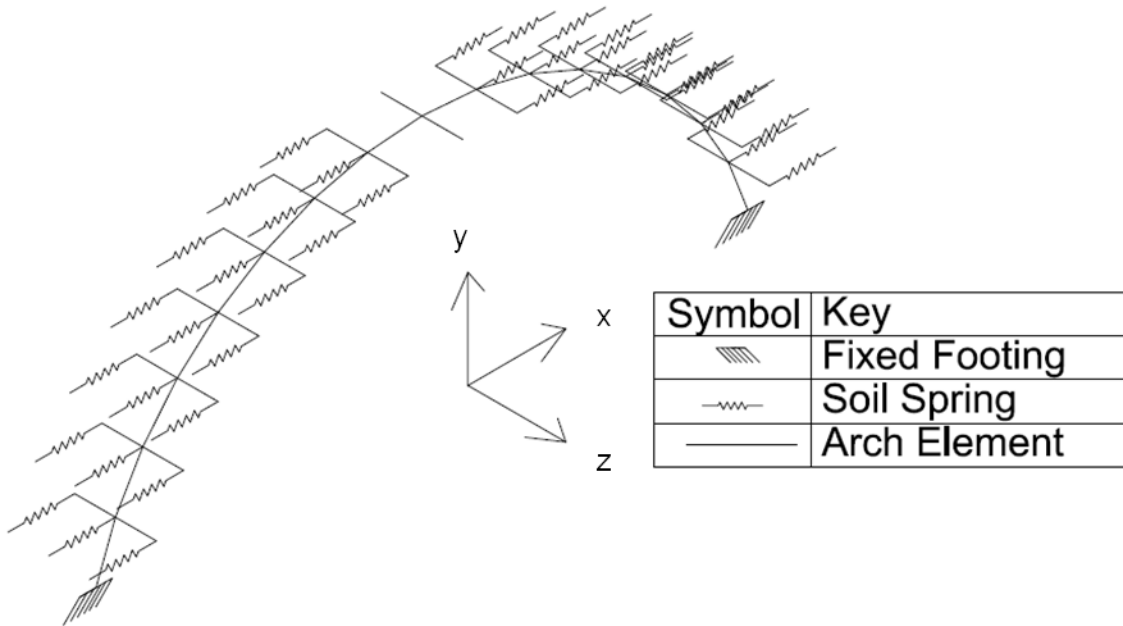 y
x
z
Symbol Key
Fixed Footing
Soil Spring
Arch Element